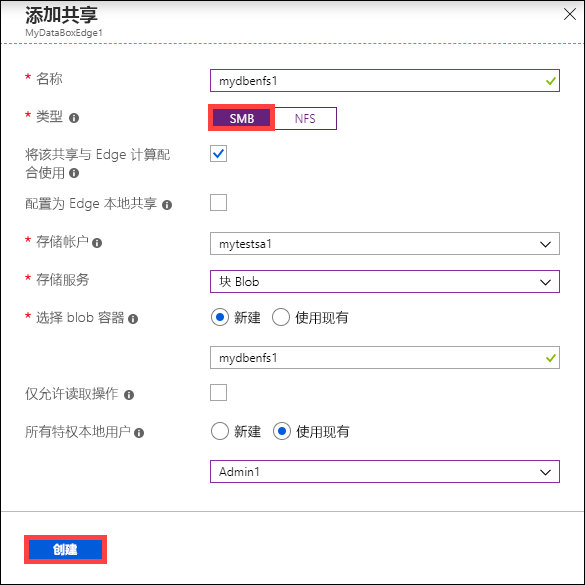 添加共享
MyDataBoxEdge1
* 名称
mydbenfs1
* 类型
SMB
NFS
将该共享与 Edge 计算配
合使用
配置为 Edge 本地共享
* 存储帐户
mytestsa1
* 存储服务
块 Blob
* 选择 blob 容器
新建
使用现有
mydbenfs1
仅允许读取操作
所有特权本地用户
新建
使用现有
Admin1
创建